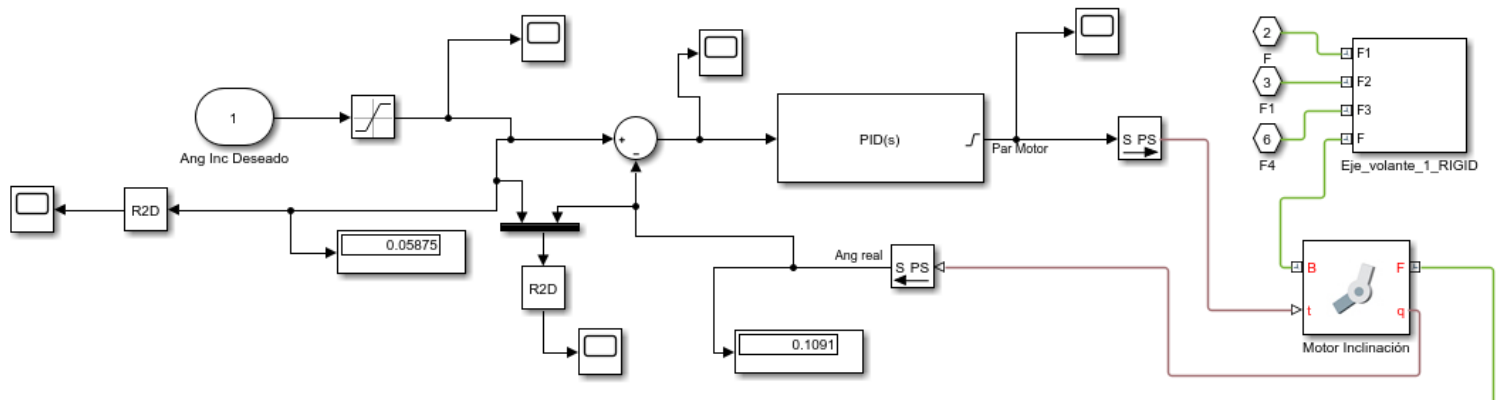 2
F
F1
3
F2
F1
F3
6
F
F4
Eje_volante_1_RIGID
1
Ang Inc Deseado
+
−
PID(s)
Par Motor
S PS
R2D
0.05875
Ang real
S PS
B
F
R2D
t
q
0.1091
Motor Inclinación